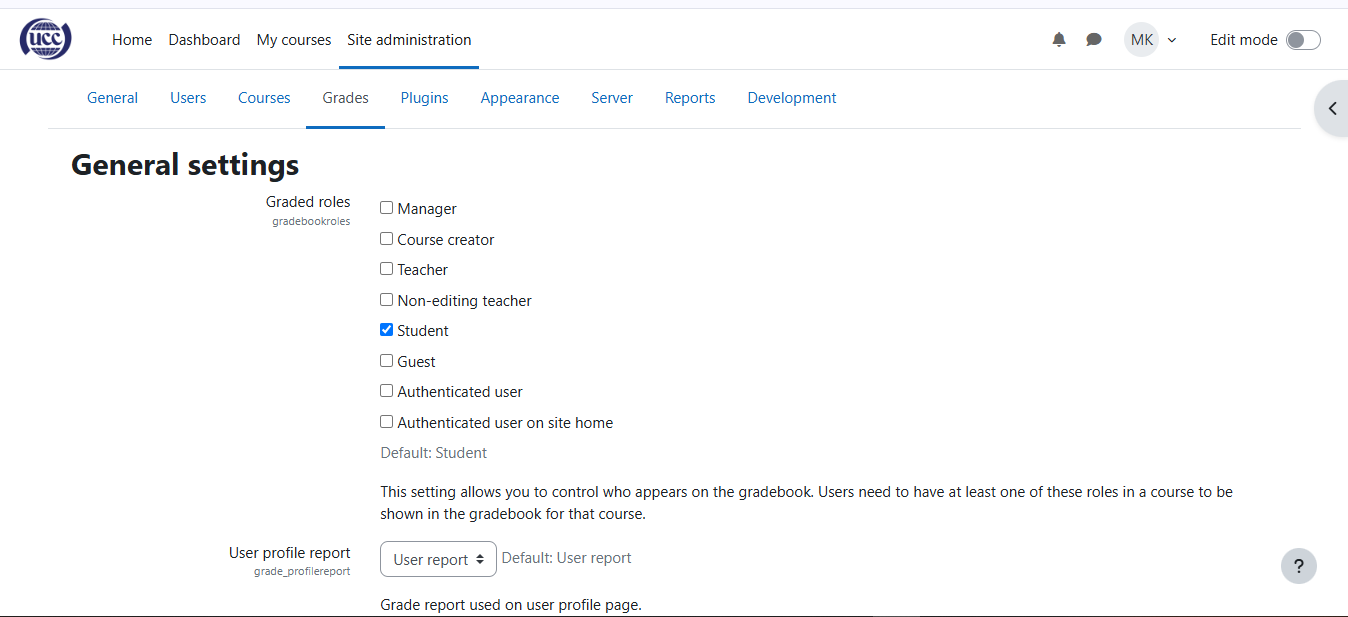 ucc
Home Dashboard My courses Site administration MK Edit mode
General Users Courses Grades Plugins Appearance Server Reports Development
General settings
Graded roles
gradebookroles
Manager
Course creator
Teacher
Non-editing teacher
Student
Guest
Authenticated user
Authenticated user on site home
Default: Student
This setting allows you to control who appears on the gradebook. Users need to have at least one of these roles in a course to be
shown in the gradebook for that course.
User profile report
grade_profilereport
User report Default: User report
?
Grade report used on user profile page.